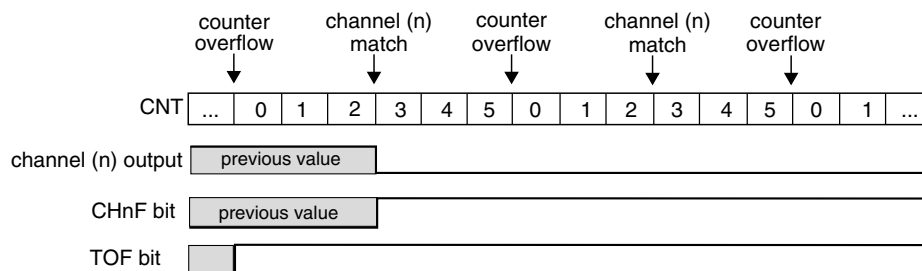 counter overflow
channel (n) match
counter overflow
channel (n) match
counter overflow
CNT ... 0 1 2 3 4 5 0 1 2 3 4 5 0 1 ...
channel (n) output previous value
CHnF bit previous value
TOF bit